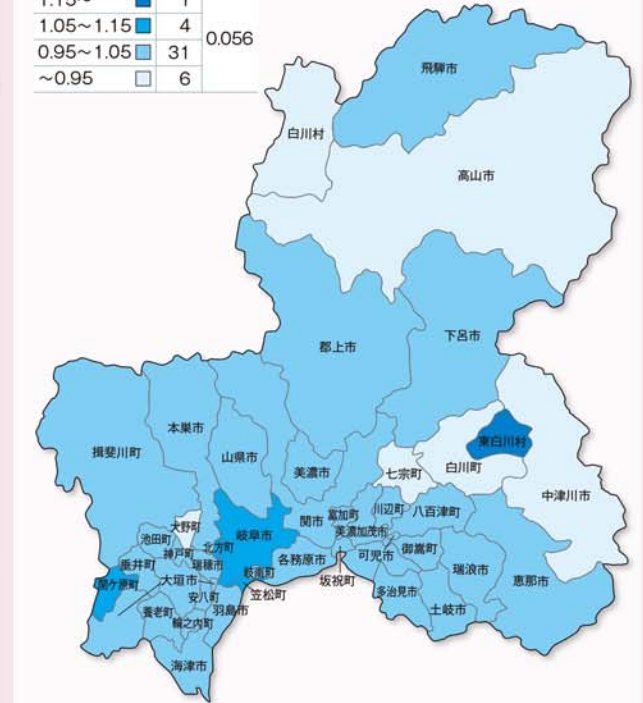 1.15～ 1
1.05～1.15 4
0.95～1.05 31
～0.95 6
0.056
飛騨市
白川村
高山市
郡上市
下呂市
揖斐川町
本巣市
山県市
美濃市
七宗町
白川町
東白川村
中津川市
大野町
池田町
神戸町
北方町
岐阜市
関市
富加町
川辺町
八百津町
美濃加茂市
垂井町
瑞穂市
岐南町
各務原市
可児市
御嵩町
瑞浪市
恵那市
関ケ原町
大垣市
安八町
笠松町
坂祝町
多治見市
土岐市
養老町
輪之内町
羽島市
海津市